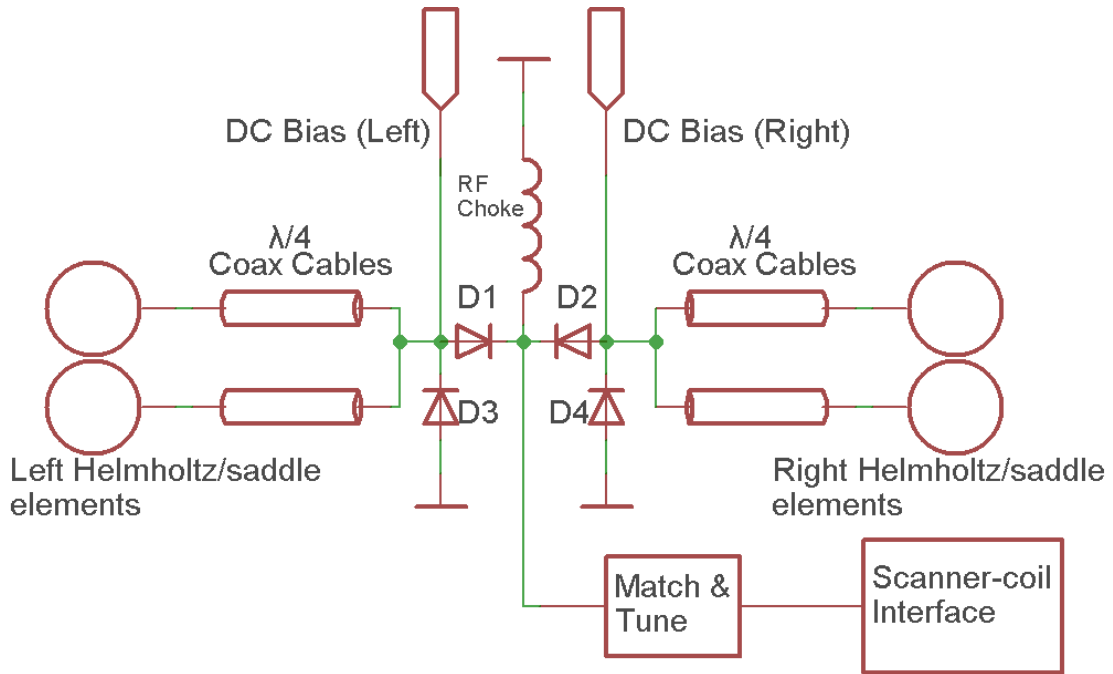 DC Bias (Left)
DC Bias (Right)
RF
Choke
λ/4
Coax Cables
λ/4
Coax Cables
D1
D2
D3
D4
Left Helmholtz/saddle
elements
Right Helmholtz/saddle
elements
Match &
Tune
Scanner-coil
Interface